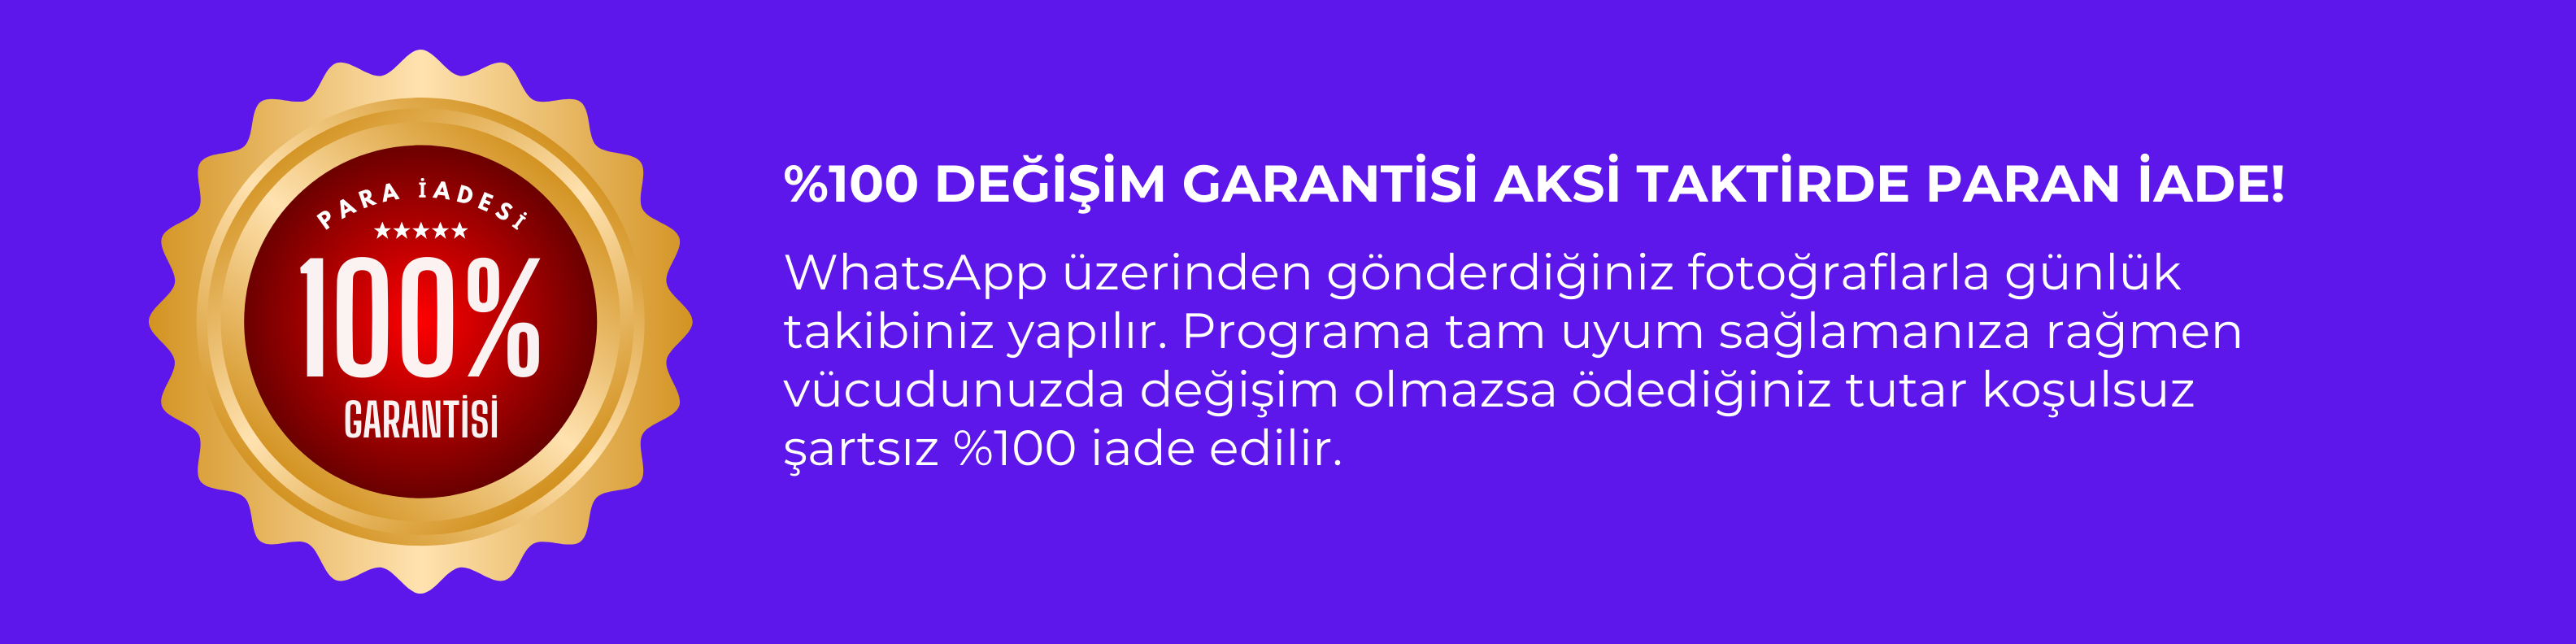 PARA İADESİ
100%
GARANTİSİ
%100 DEĞİŞİM GARANTİSİ AKSİ TAKTİRDE PARAN İADE!
WhatsApp üzerinden gönderdiğiniz fotoğraflarla günlük
takibiniz yapılır. Programa tam uyum sağlamanıza rağmen
vücudunuzda değişim olmazsa ödediğiniz tutar koşulsuz
şartsız %100 iade edilir.